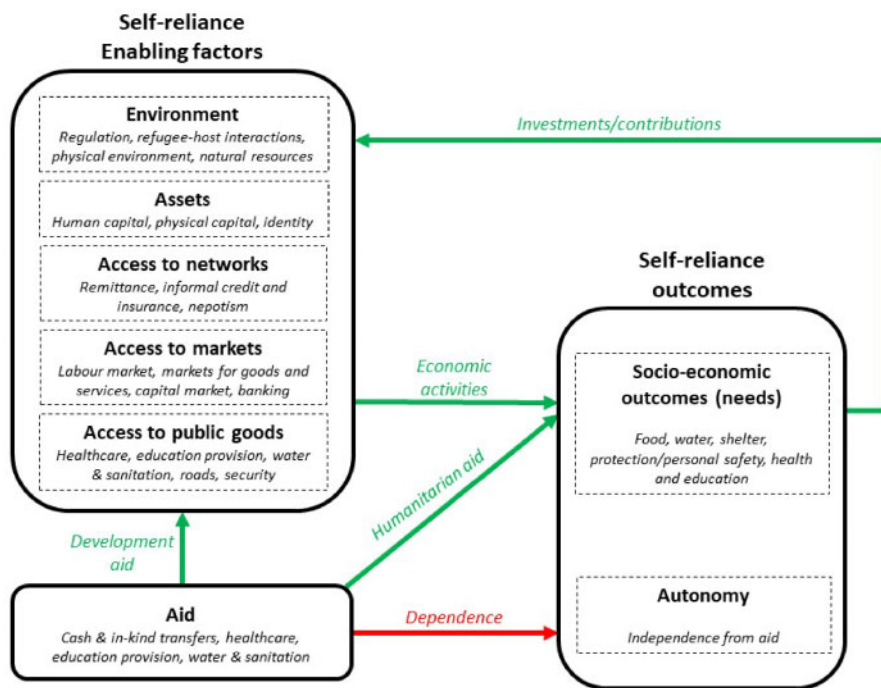 Self-reliance
Enabling factors
Environment
Regulation, refugee-host interactions,
physical environment, natural resources
Assets
Human capital, physical capital, identity
Access to networks
Remittance, informal credit and
insurance, nepotism
Access to markets
Labour market, markets for goods and
services, capital market, banking
Access to public goods
Healthcare, education provision, water
& sanitation, roads, security
Investments/contributions
Self-reliance
outcomes
Economic
activities
Socio-economic
outcomes (needs)
Food, water, shelter,
protection/personal safety, health
and education
Humanitarian aid
Development
aid
Aid
Cash & in-kind transfers, healthcare,
education provision, water & sanitation
Dependence
Autonomy
Independence from aid